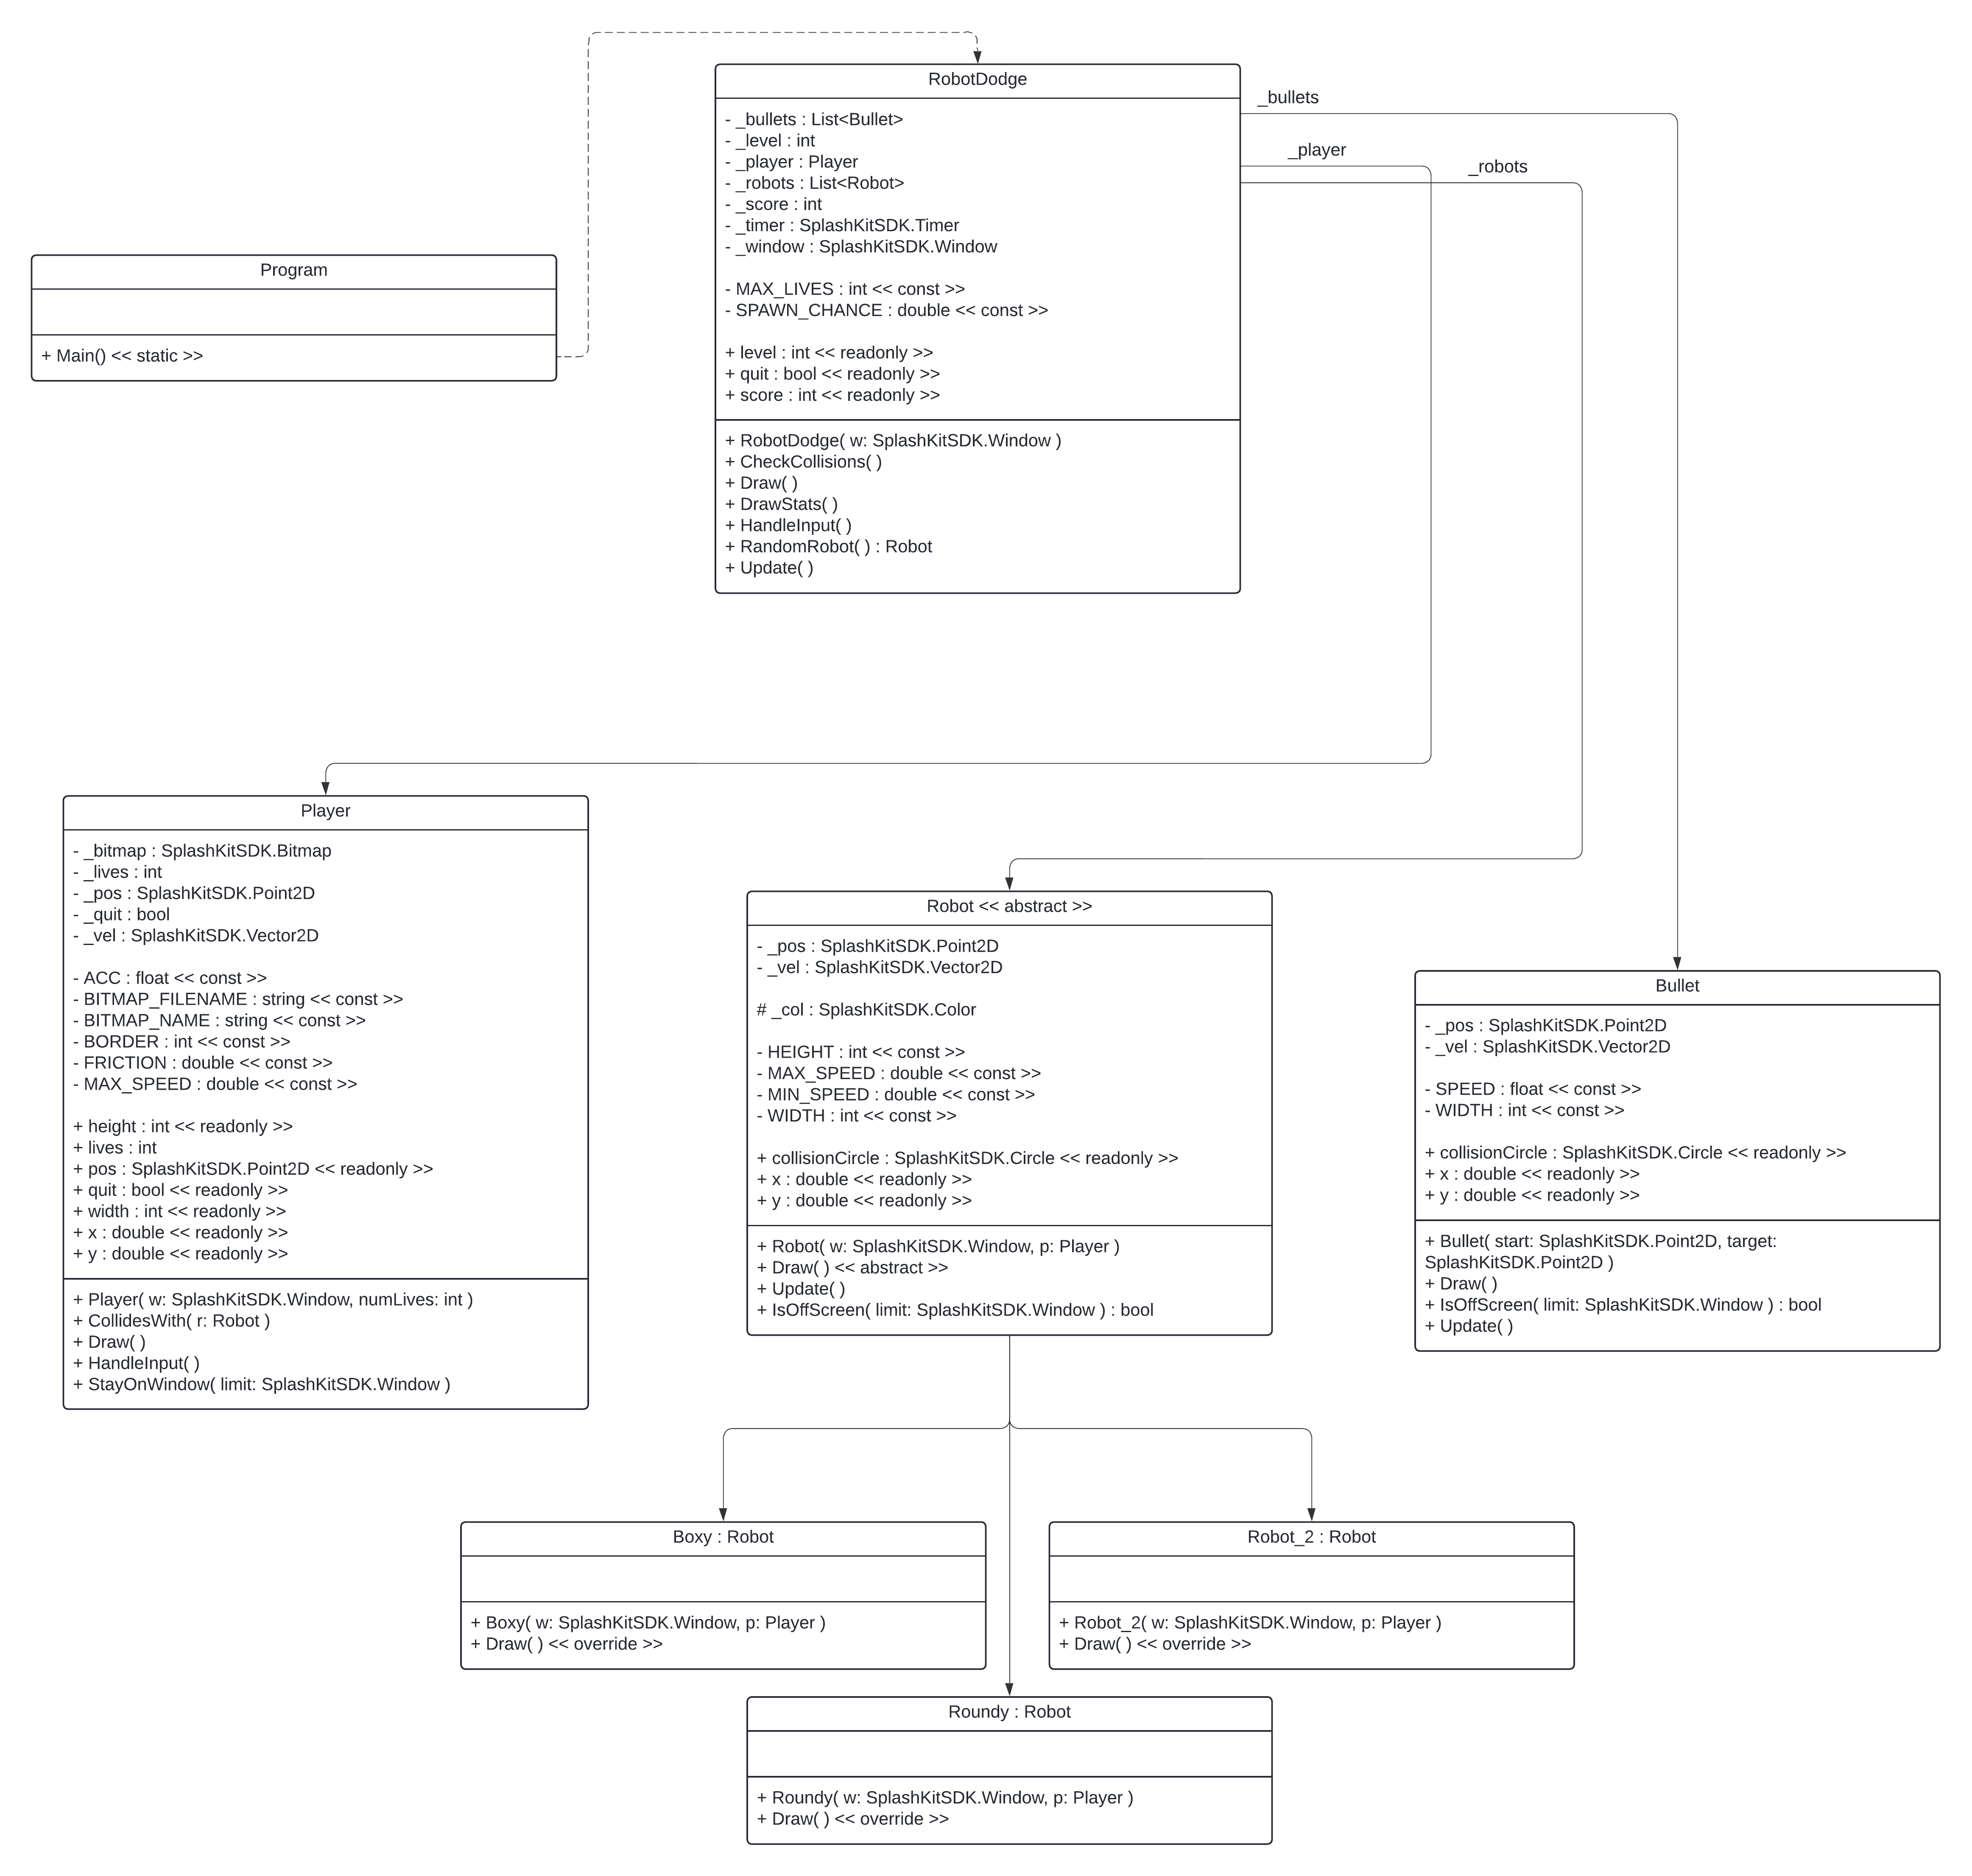 RobotDodge
- _bullets : List<Bullet>
- _level : int
- _player : Player
- _robots : List<Robot>
- _score : int
- _timer : SplashKitSDK.Timer
- _window : SplashKitSDK.Window
- MAX_LIVES : int << const >>
- SPAWN_CHANCE : double << const >>
+ level : int << readonly >>
+ quit : bool << readonly >>
+ score : int << readonly >>
+ RobotDodge( w: SplashKitSDK.Window )
+ CheckCollisions( )
+ Draw( )
+ DrawStats( )
+ HandleInput( )
+ RandomRobot( ) : Robot
+ Update( )
_bullets
_player
_robots
Program
+ Main() << static >>
Player
- _bitmap : SplashKitSDK.Bitmap
- _lives : int
- _pos : SplashKitSDK.Point2D
- _quit : bool
- _vel : SplashKitSDK.Vector2D
- ACC : float << const >>
- BITMAP_FILENAME : string << const >>
- BITMAP_NAME : string << const >>
- BORDER : int << const >>
- FRICTION : double << const >>
- MAX_SPEED : double << const >>
+ height : int << readonly >>
+ lives : int
+ pos : SplashKitSDK.Point2D << readonly >>
+ quit : bool << readonly >>
+ width : int << readonly >>
+ x : double << readonly >>
+ y : double << readonly >>
+ Player( w: SplashKitSDK.Window, numLives: int )
+ CollidesWith( r: Robot )
+ Draw( )
+ HandleInput( )
+ StayOnWindow( limit: SplashKitSDK.Window )
Robot << abstract >>
- _pos : SplashKitSDK.Point2D
- _vel : SplashKitSDK.Vector2D
# _col : SplashKitSDK.Color
- HEIGHT : int << const >>
- MAX_SPEED : double << const >>
- MIN_SPEED : double << const >>
- WIDTH : int << const >>
+ collisionCircle : SplashKitSDK.Circle << readonly >>
+ x : double << readonly >>
+ y : double << readonly >>
+ Robot( w: SplashKitSDK.Window, p: Player )
+ Draw( ) << abstract >>
+ Update( )
+ IsOffScreen( limit: SplashKitSDK.Window ) : bool
Bullet
- _pos : SplashKitSDK.Point2D
- _vel : SplashKitSDK.Vector2D
- SPEED : float << const >>
- WIDTH : int << const >>
+ collisionCircle : SplashKitSDK.Circle << readonly >>
+ x : double << readonly >>
+ y : double << readonly >>
+ Bullet( start: SplashKitSDK.Point2D, target:
SplashKitSDK.Point2D )
+ Draw( )
+ IsOffScreen( limit: SplashKitSDK.Window ) : bool
+ Update( )
Boxy : Robot
+ Boxy( w: SplashKitSDK.Window, p: Player )
+ Draw( ) << override >>
Robot_2 : Robot
+ Robot_2( w: SplashKitSDK.Window, p: Player )
+ Draw( ) << override >>
Roundy : Robot
+ Roundy( w: SplashKitSDK.Window, p: Player )
+ Draw( ) << override >>